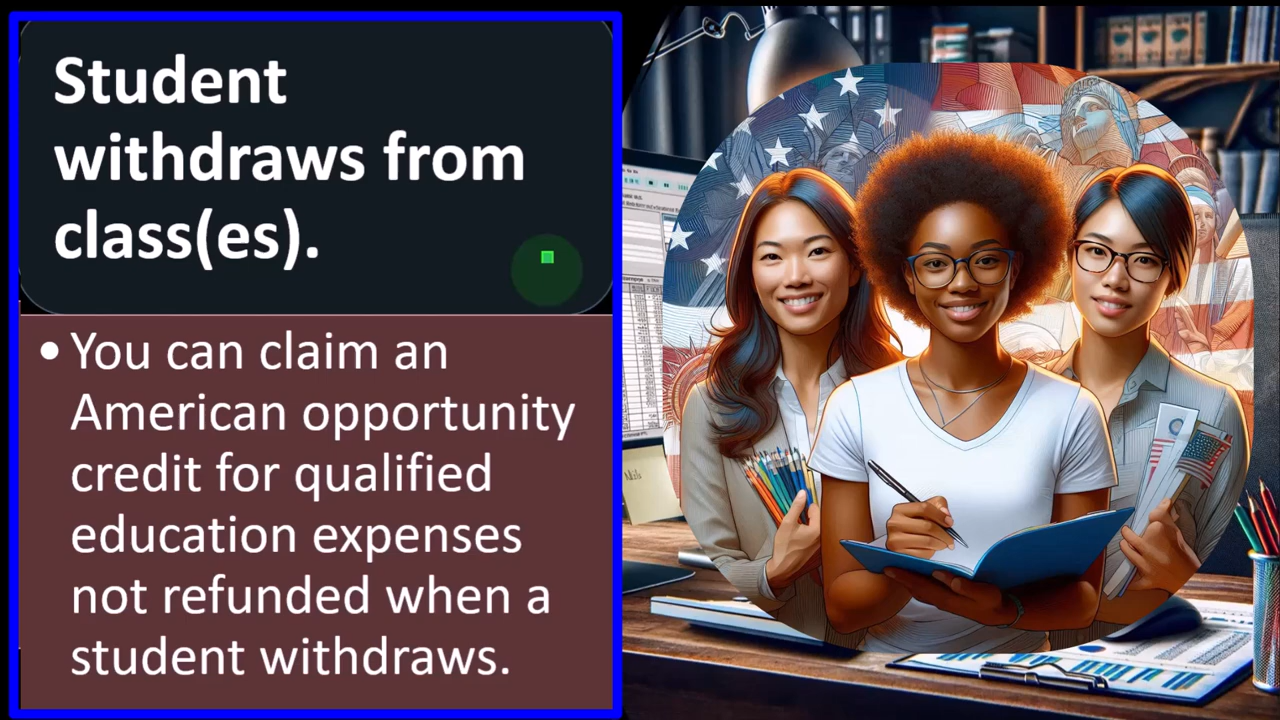 Student
withdraws from
class(es).
• You can claim an
American opportunity
credit for qualified
education expenses
not refunded when a
student withdraws.